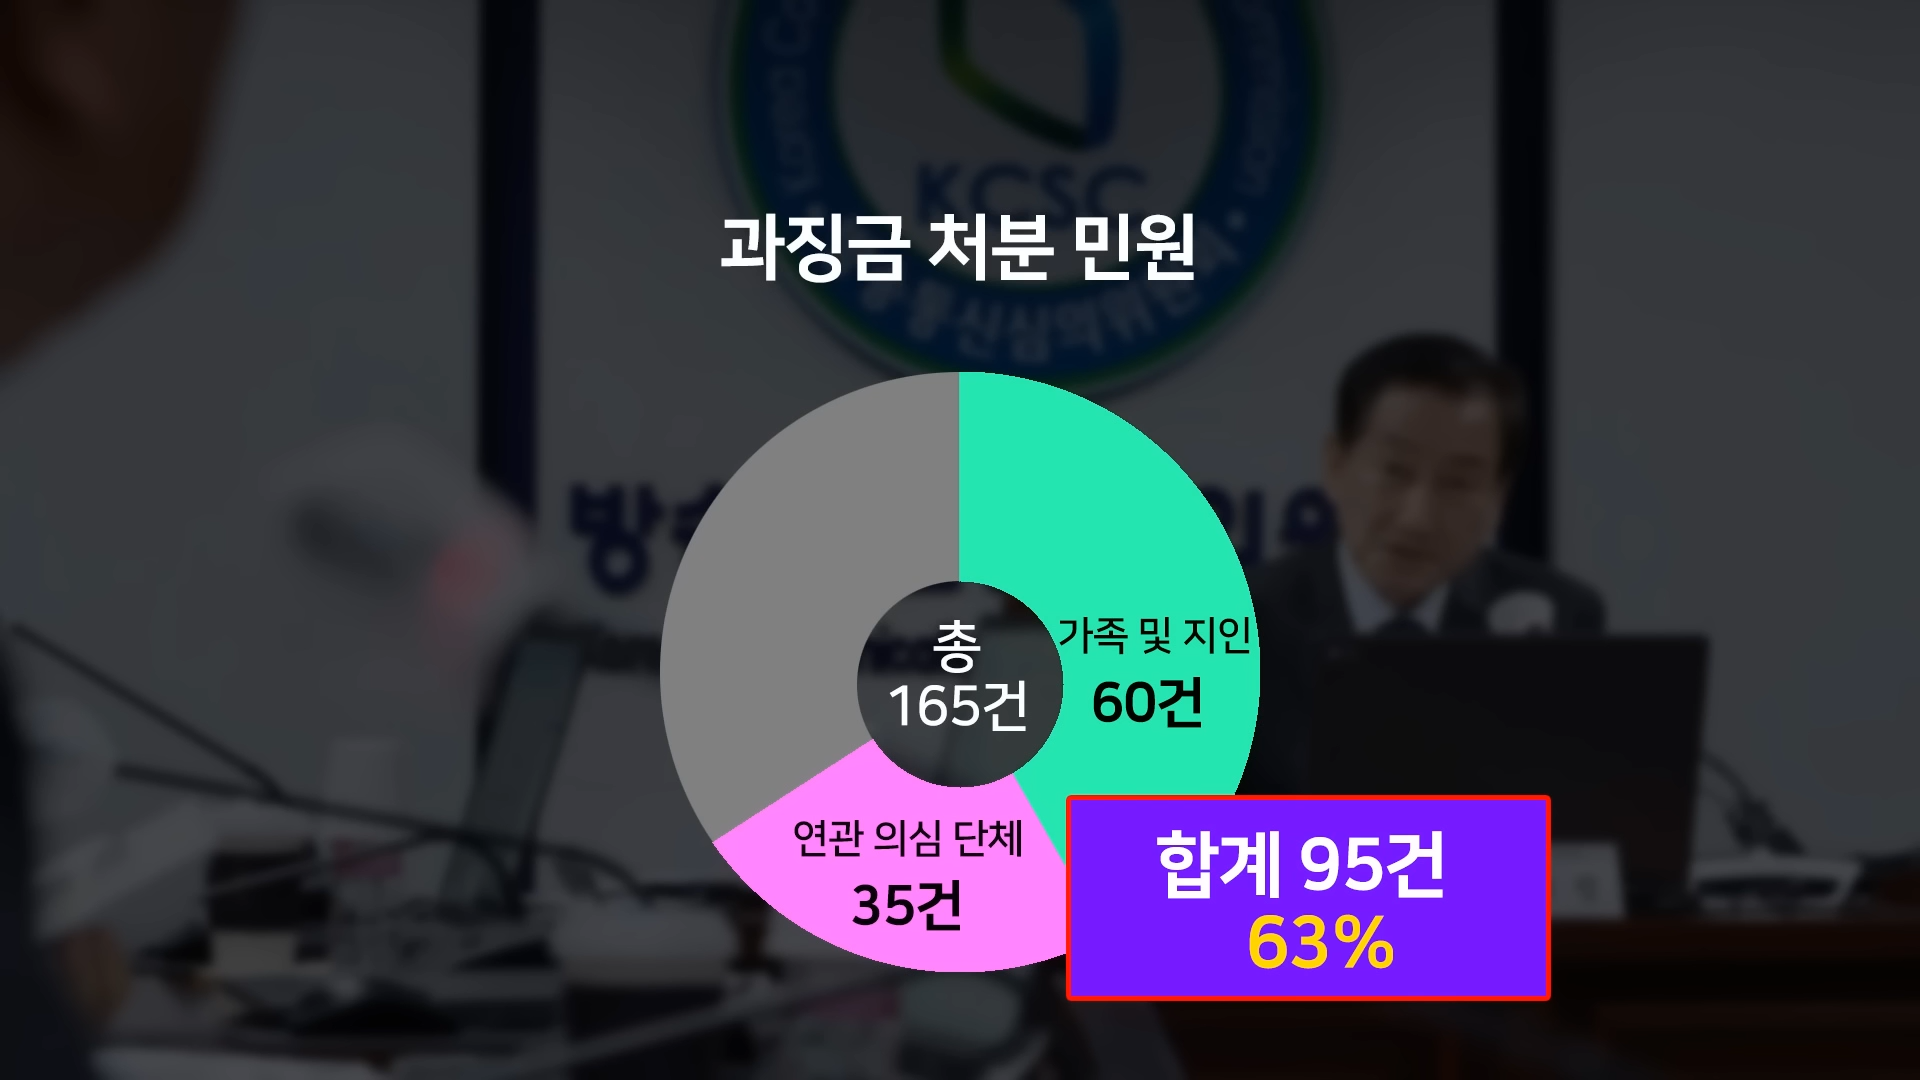 KCSC
과징금 처분 민원
총
165건
가족 및 지인
60건
연관 의심 단체
35건
합계 95건
63%